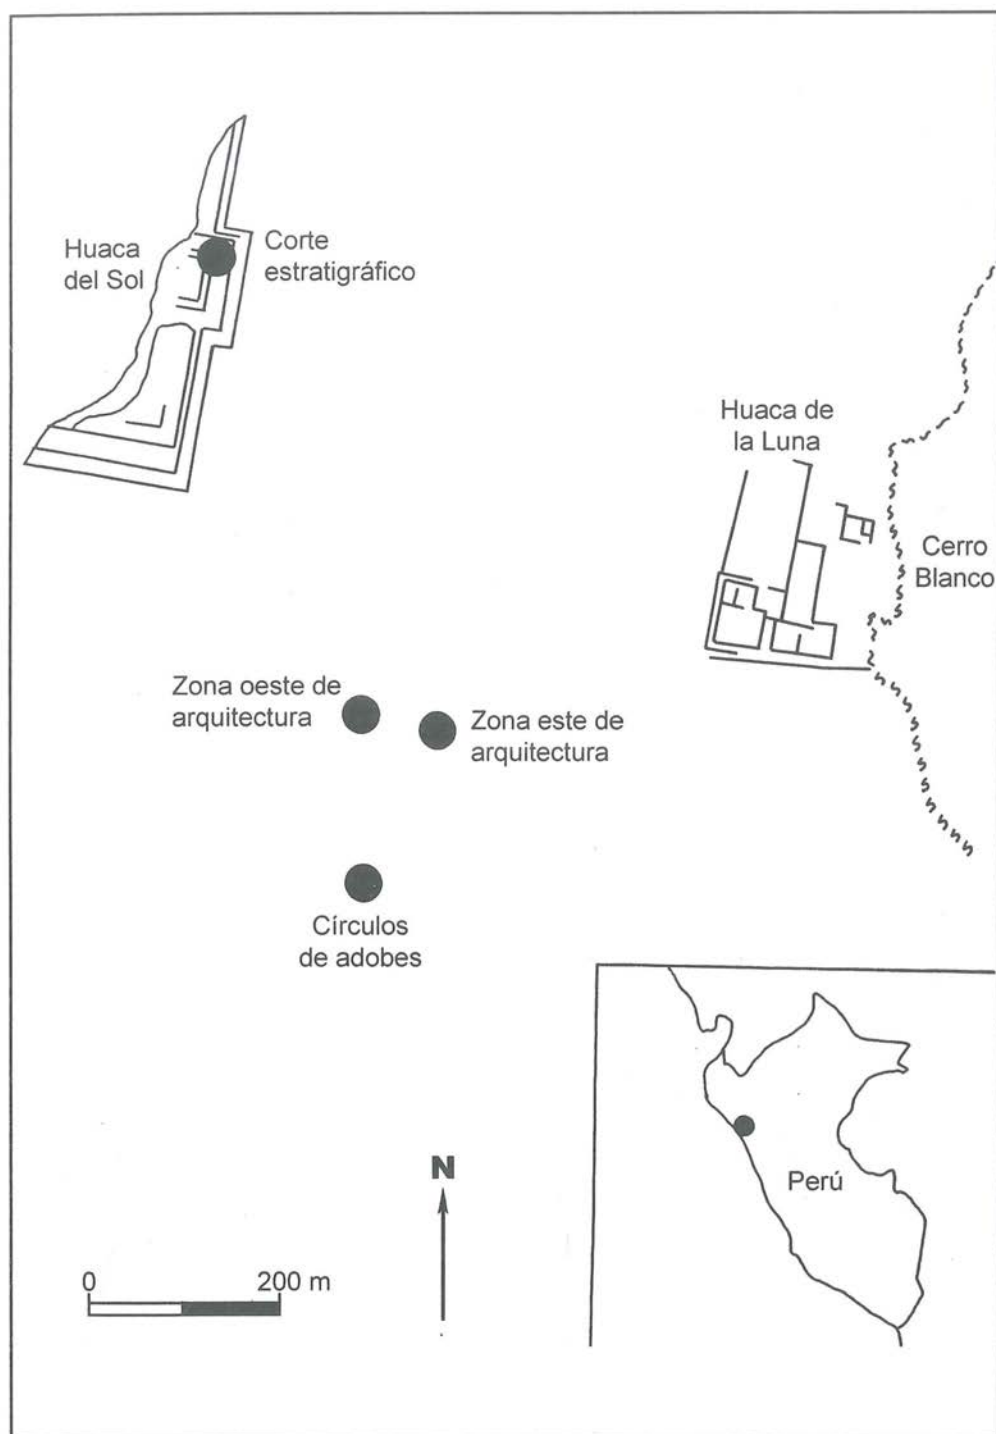 Huaca
del Sol
Corte
estratigráfico
Huaca de
la Luna
Cerro
Blanco
Zona oeste de
arquitectura
Zona este de
arquitectura
Círculos
de adobes
Perú
N
0
200 m